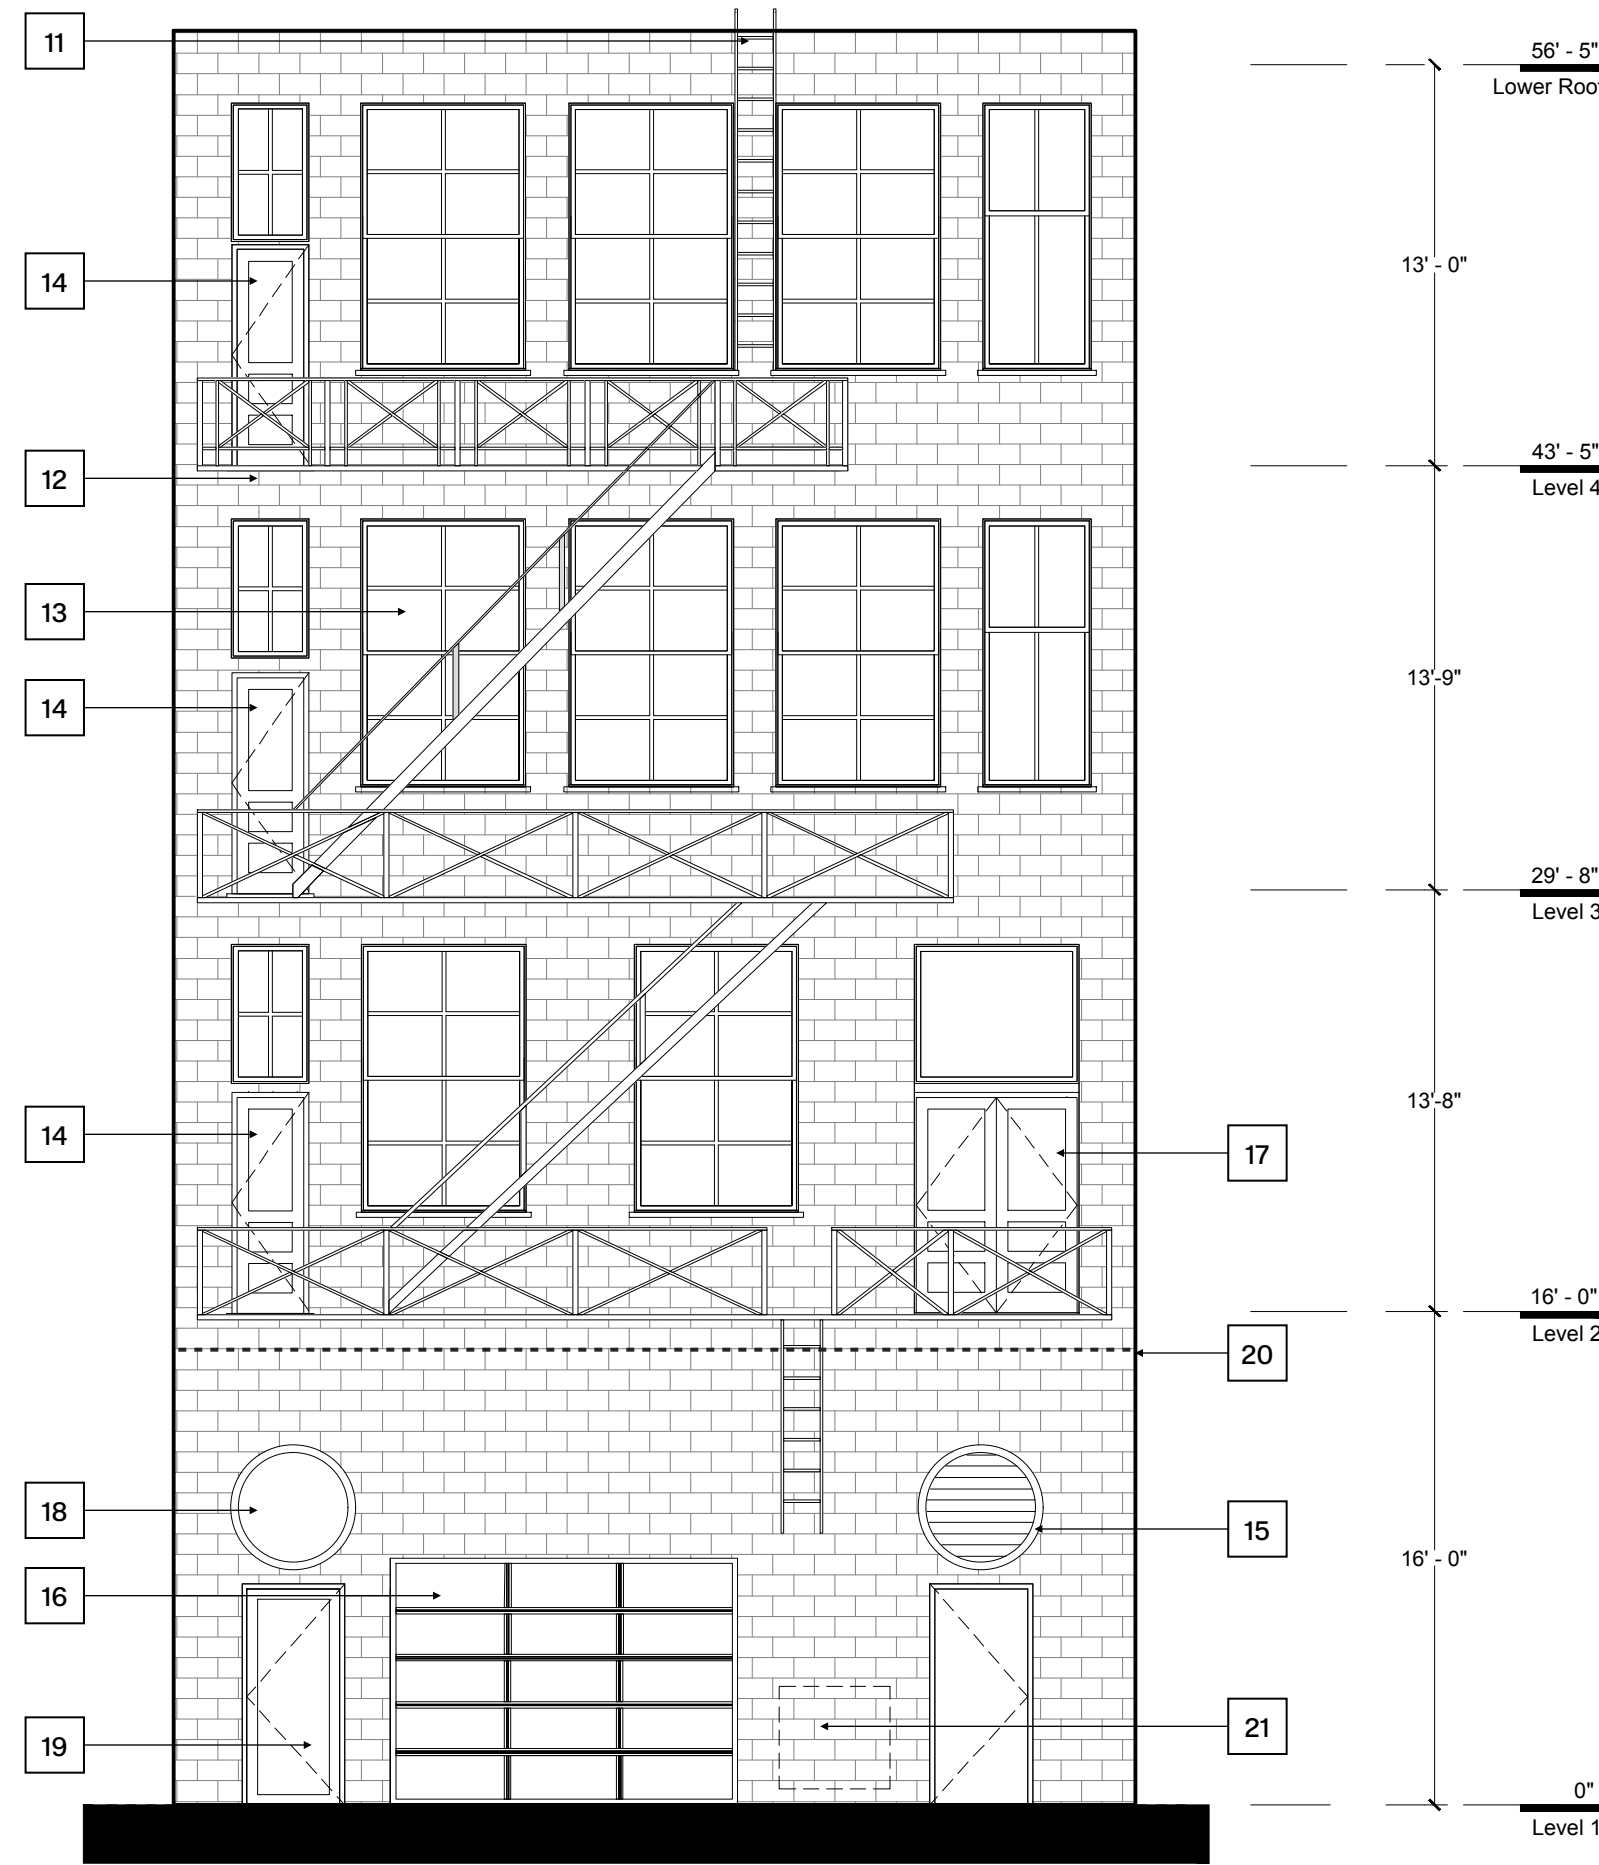 11
56' - 5"
Lower Roof
14
13' - 0"
12
43' - 5"
Level 4
13
14
13'-9"
29' - 8"
Level 3
14
13'-8"
17
16' - 0"
Level 2
20
18
15
16' - 0"
16
19
21
0"
Level 1